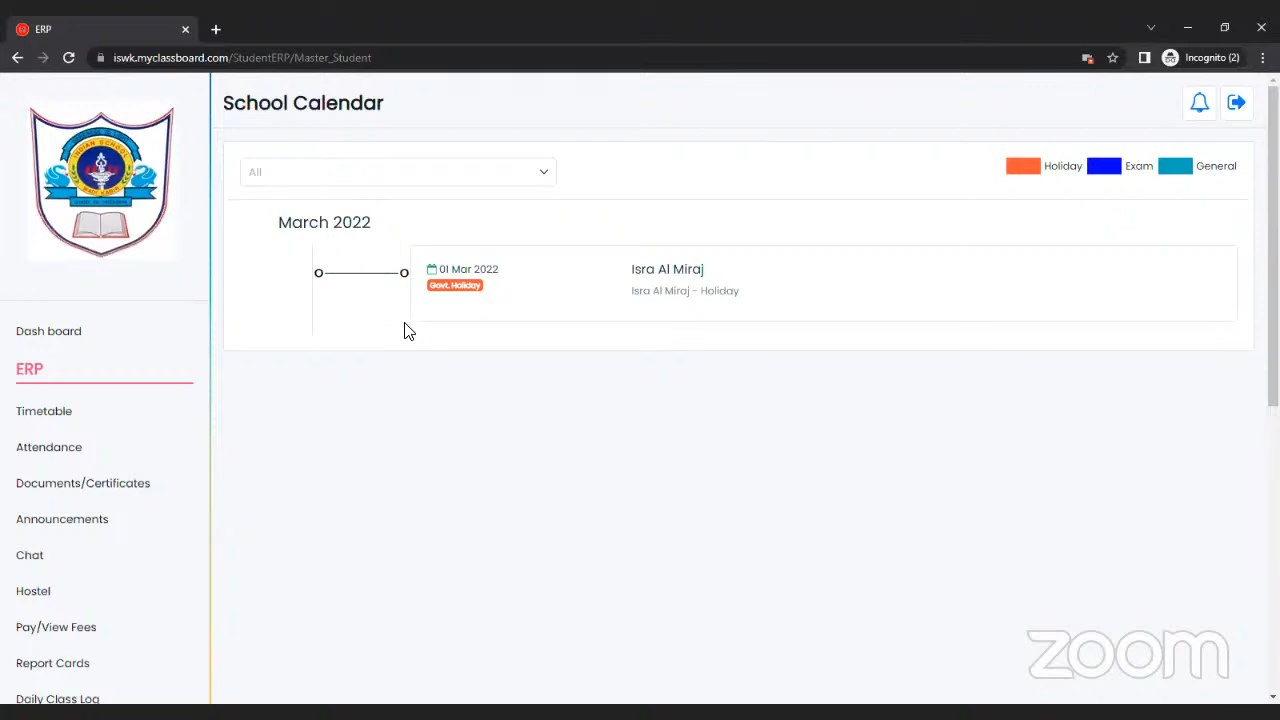 ERP
iswk.myclassboard.com/StudentERP/Master_Student
Incognito (2)
INDIAN SCHOOL
School Calendar
All
Holiday
Exam
General
March 2022
01 Mar 2022
Govt. Holiday
Isra Al Miraj
Isra Al Miraj - Holiday
Dash board
ERP
Timetable
Attendance
Documents/Certificates
Announcements
Chat
Hostel
Pay/View Fees
Report Cards
Daily Class Log
zoom